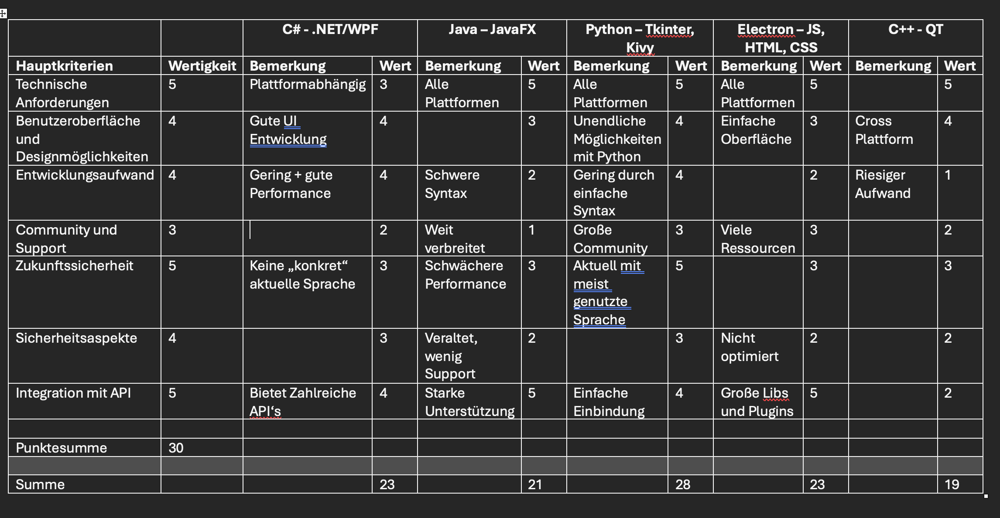 C# - .NET/WPF
Java – JavaFX
Python – Tkinter,
Kivy
Electron – JS,
HTML, CSS
C++ - QT
Hauptkriterien
Wertigkeit
Bemerkung
Wert
Bemerkung
Wert
Bemerkung
Wert
Bemerkung
Wert
Bemerkung
Wert
Technische
Anforderungen
5
Plattformabhängig
3
Alle
Plattformen
5
Alle
Plattformen
5
Alle
Plattformen
5
5
Benutzeroberfläche
und
Designmöglichkeiten
4
Gute UI
Entwicklung
4
3
Unendliche
Möglichkeiten
mit Python
4
Einfache
Oberfläche
3
Cross
Plattform
4
Entwicklungsaufwand
4
Gering + gute
Performance
4
Schwere
Syntax
2
Gering durch
einfache
Syntax
4
2
Riesiger
Aufwand
1
Community und
Support
3
2
Weit
verbreitet
1
Große
Community
3
Viele
Ressourcen
3
2
Zukunftssicherheit
5
Keine „konkret“
aktuelle Sprache
3
Schwächere
Performance
3
Aktuell mit
meist
genutzte
Sprache
5
3
3
Sicherheitsaspekte
4
3
Veraltet,
wenig
Support
2
3
Nicht
optimiert
2
2
Integration mit API
5
Bietet Zahlreiche
API‘s
4
Starke
Unterstützung
5
Einfache
Einbindung
4
Große Libs
und Plugins
5
2
Punktesumme
30
Summe
23
21
28
23
19